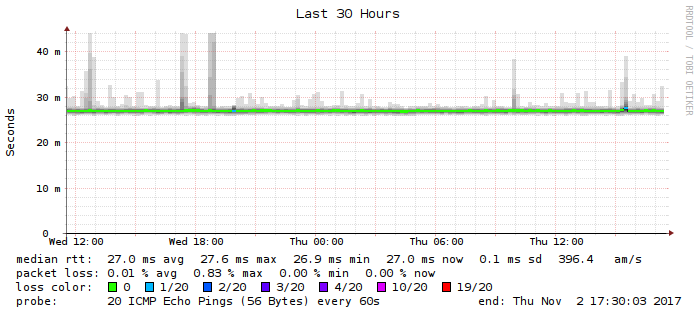 Last 30 Hours
RRDTOOL / TOBI OETIKER
Seconds
40 m
30 m
20 m
10 m
0
Wed 12:00 Wed 18:00 Thu 00:00 Thu 06:00 Thu 12:00
median rtt: 27.0 ms avg 27.6 ms max 26.9 ms min 27.0 ms now 0.1 ms sd 396.4 am/s
packet loss: 0.01 % avg 0.83 % max 0.00 % min 0.00 % now
loss color: 0 1/20 2/20 3/20 4/20 10/20 19/20
probe: 20 ICMP Echo Pings (56 Bytes) every 60s end: Thu Nov 2 17:30:03 2017